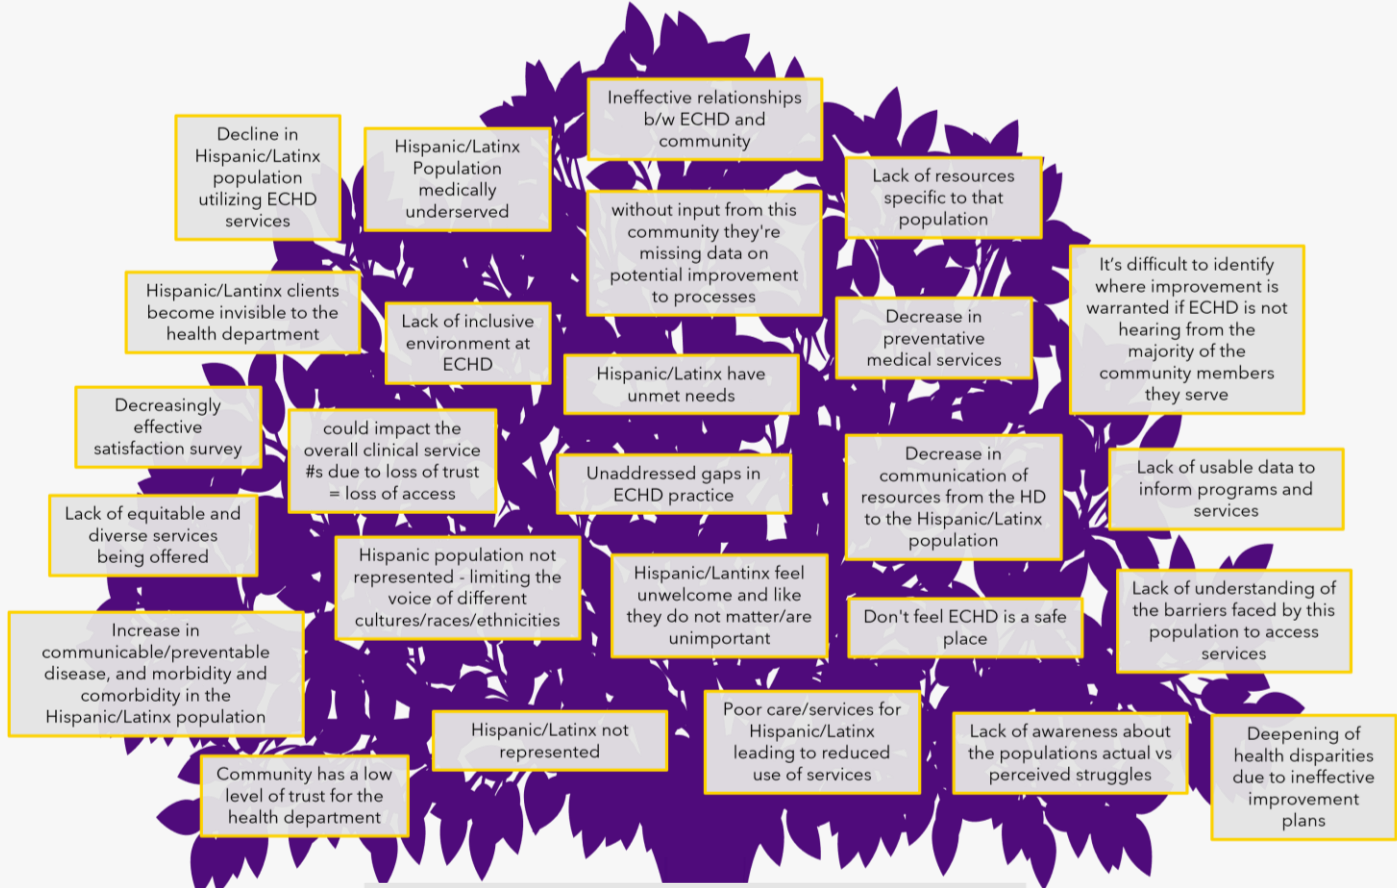 Ineffective relationships
b/w ECHD and
community
Decline in
Hispanic/Latinx
population
utilizing ECHD
services
Hispanic/Latinx
Population
medically
underserved
Lack of resources
specific to that
population
without input from this
community they're
missing data on
potential improvement
to processes
It's difficult to identify
where improvement is
warranted if ECHD is not
hearing from the
majority of the
community members
they serve
Hispanic/Lantinx clients
become invisible to the
health department
Lack of inclusive
environment at
ECHD
Decrease in
preventative
medical services
Hispanic/Latinx have
unmet needs
Decreasingly
effective
satisfaction survey
could impact the
overall clinical service
#s due to loss of trust
= loss of access
Unaddressed gaps in
ECHD practice
Decrease in
communication of
resources from the HD
to the Hispanic/Latinx
population
Lack of usable data to
inform programs and
services
Lack of equitable and
diverse services
being offered
Hispanic population not
represented - limiting the
voice of different
cultures/races/ethnicities
Hispanic/Lantinx feel
unwelcome and like
they do not matter/are
unimportant
Don't feel ECHD is a safe
place
Lack of understanding of
the barriers faced by this
population to access
services
Increase in
communicable/preventable
disease, and morbidity and
comorbidity in the
Hispanic/Latinx population
Hispanic/Latinx not
represented
Poor care/services for
Hispanic/Latinx
leading to reduced
use of services
Lack of awareness about
the populations actual vs
perceived struggles
Deepening of
health disparities
due to ineffective
improvement
plans
Community has a low
level of trust for the
health department